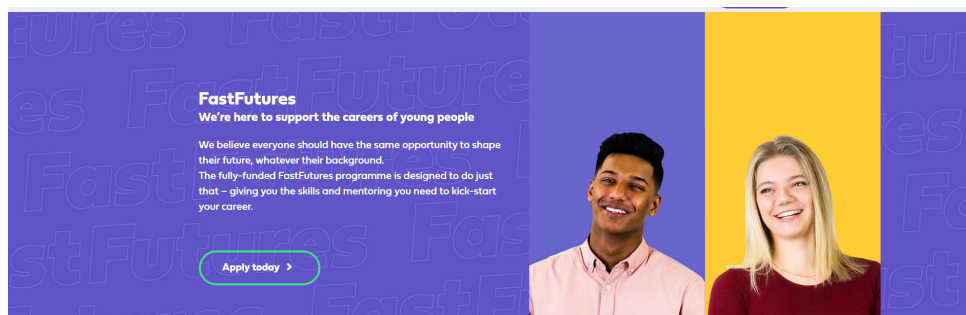 FastFutures
We're here to support the careers of young people
We believe everyone should have the same opportunity to shape
their future, whatever their background.
The fully-funded FastFutures programme is designed to do just
that – giving you the skills and mentoring you need to kick-start
your career.
Apply today